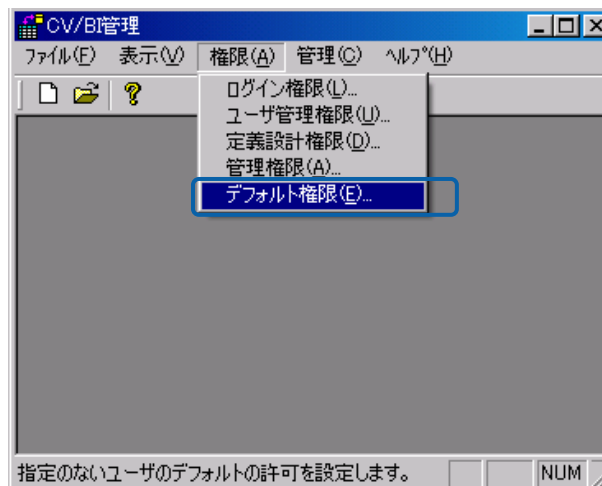 CV/BI管理
ファイル(F) 表示(V) 権限(A) 管理(C) ヘルプ(H)
ログイン権限(L)...
ユーザ管理権限(U)...
定義設計権限(D)...
管理権限(A)...
デフォルト権限(E)...
指定のないユーザのデフォルトの許可を設定します。 NUM